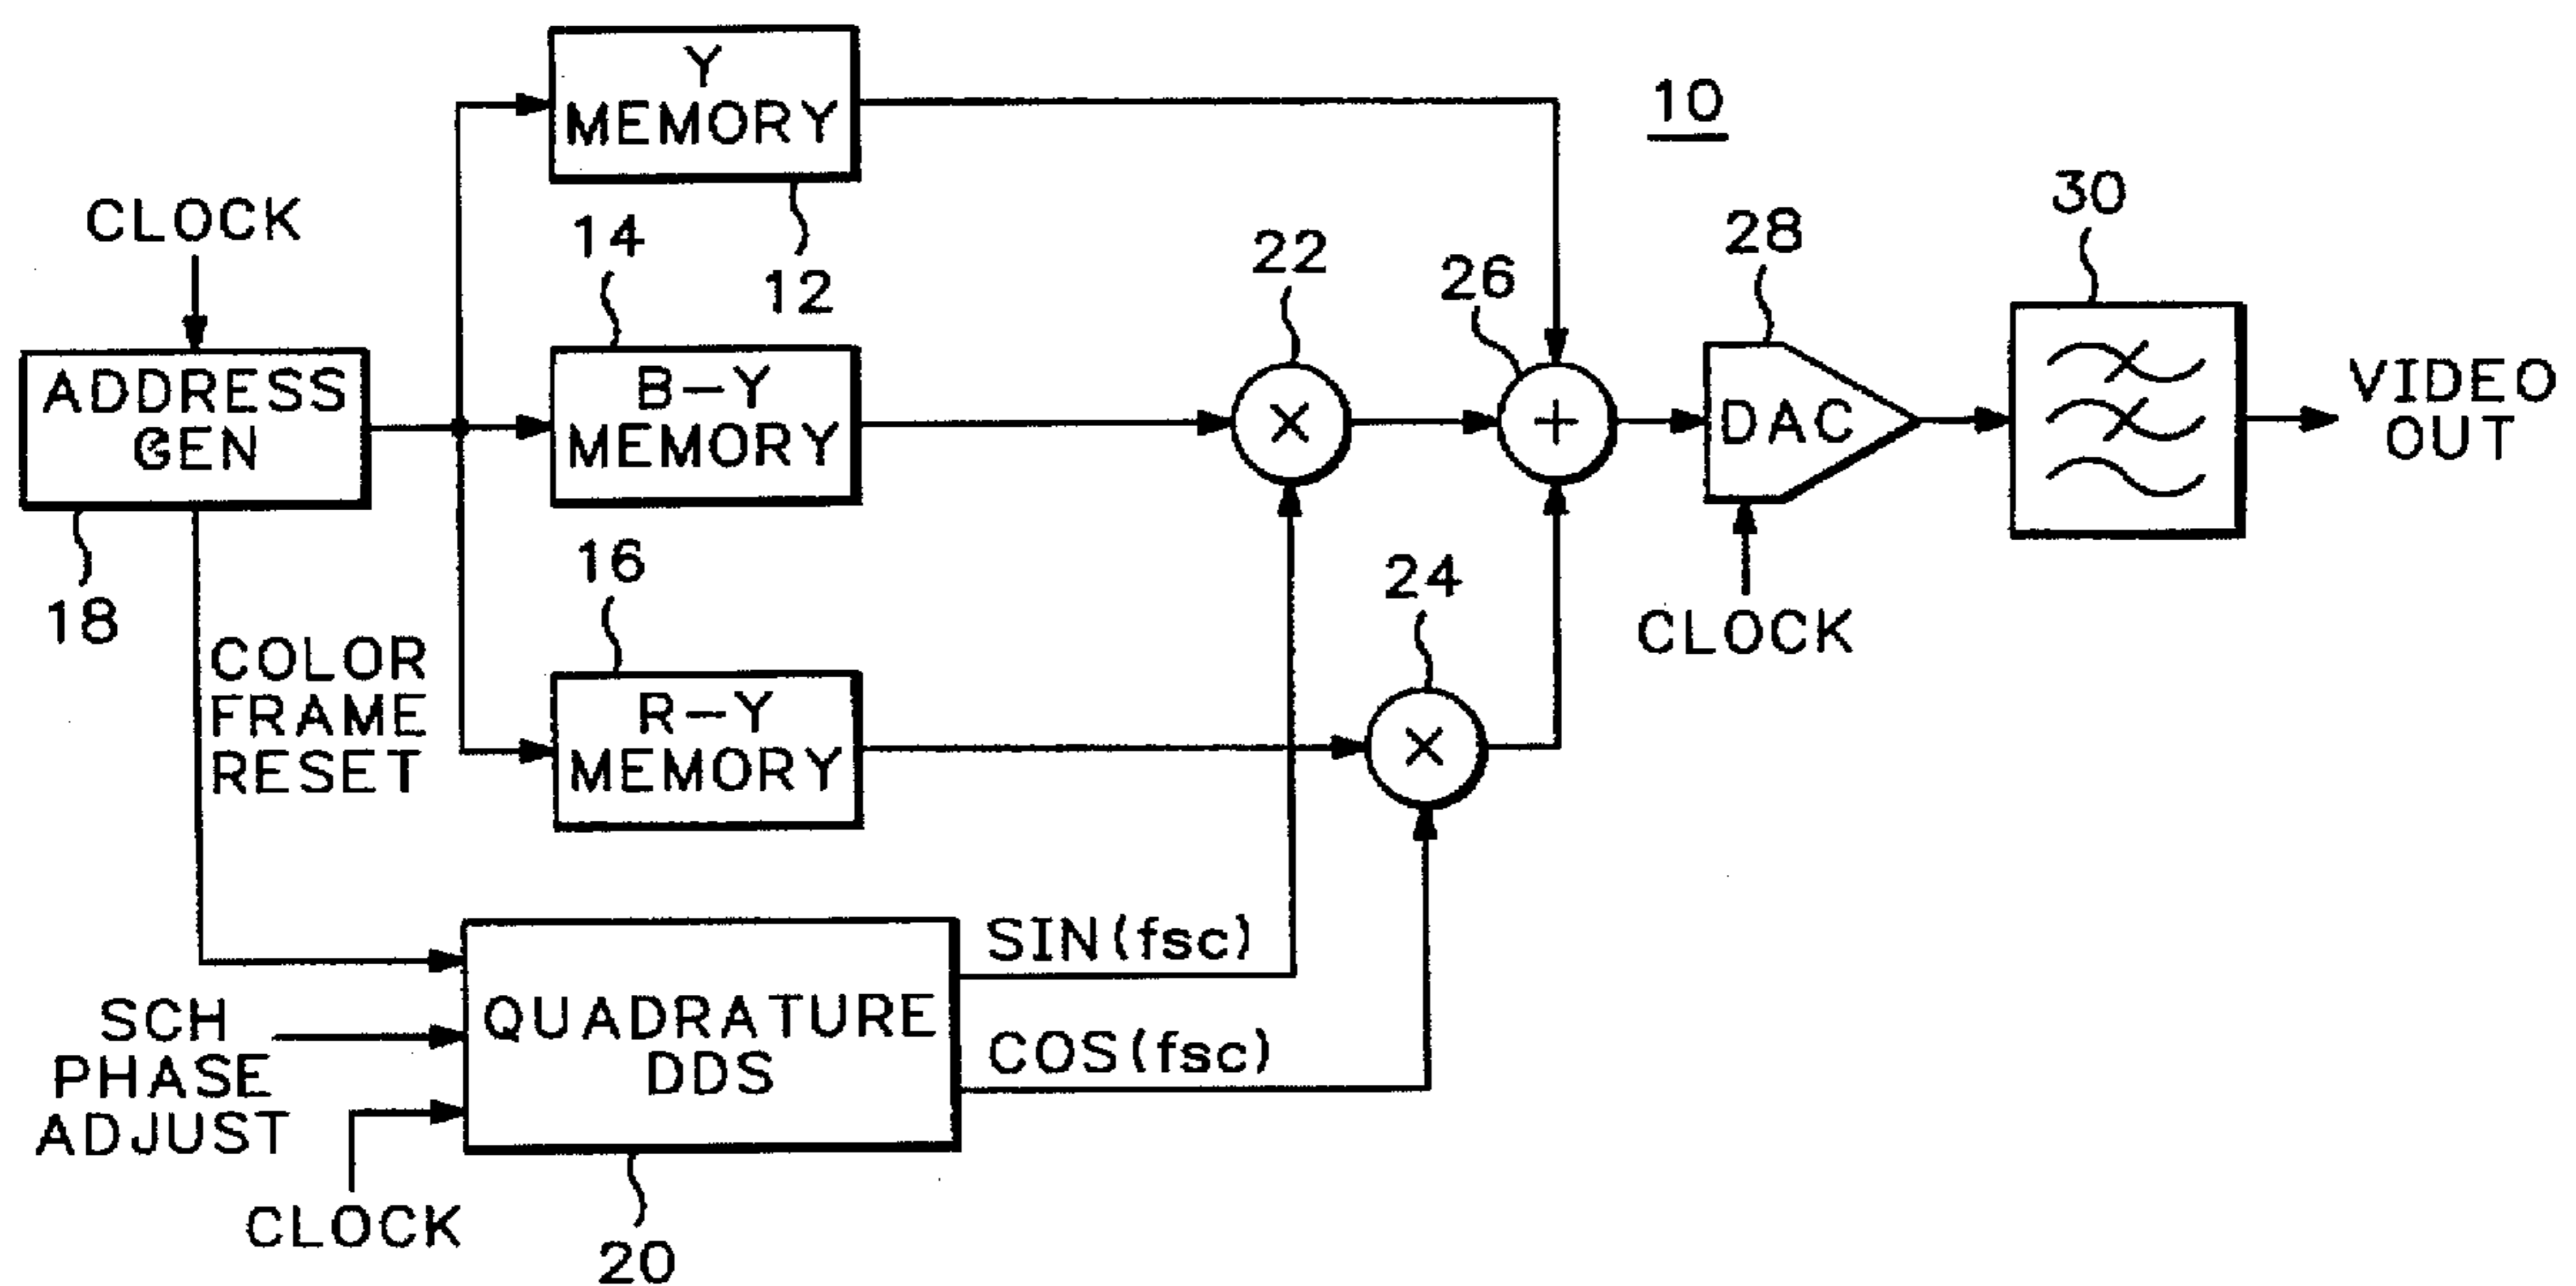 Y
MEMORY
10
30
CLOCK
14
12
22
26
28
ADDRESS
GEN
B-Y
MEMORY
×
+
DAC
VIDEO
OUT
18
16
24
CLOCK
COLOR
FRAME
RESET
R-Y
MEMORY
×
SIN(fsc)
SCH
PHASE
ADJUST
QUADRATURE
DDS
COS(fsc)
CLOCK
20